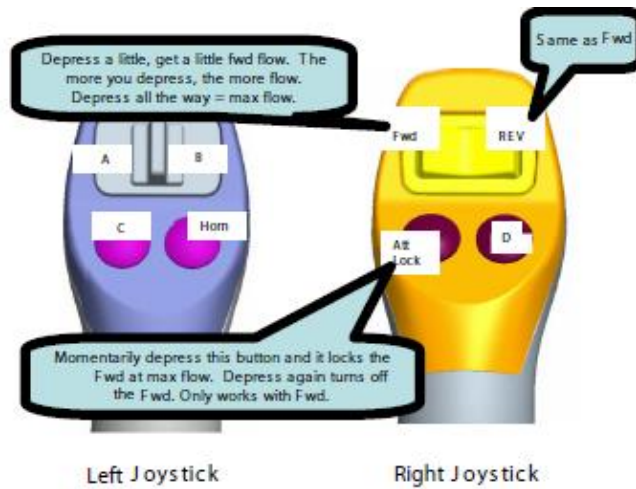 Depress a little, get a little fwd flow. The
more you depress, the more flow.
Depress all the way = max flow.
Same as Fwd
Fwd
REV
A
B
C
Horn
Att
Lock
D
Momentarily depress this button and it locks the
Fwd at max flow. Depress again turns off
the Fwd. Only works with Fwd.
Left Joystick
Right Joystick